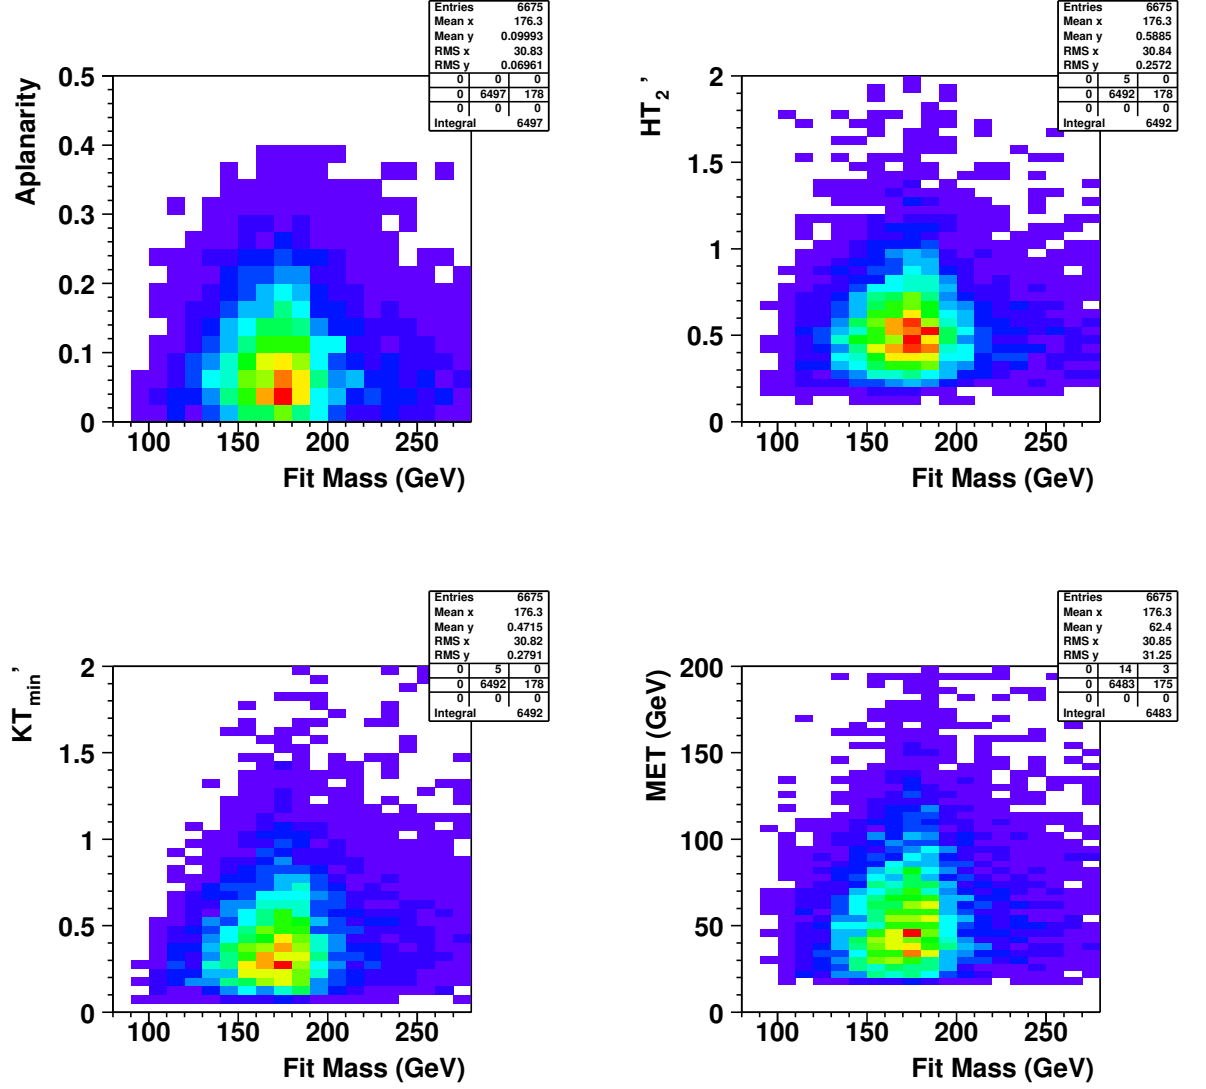 Entries 6675
Mean x 176.3
Mean y 0.09993
RMS x 30.83
RMS y 0.06961
0 0 0
0 6497 178
0 0 0
Integral 6497
Aplanarity
0.5
0.4
0.3
0.2
0.1
0
100 150 200 250
Fit Mass (GeV)
Entries 6675
Mean x 176.3
Mean y 0.5885
RMS x 30.84
RMS y 0.2572
0 5 0
0 6492 178
0 0 0
Integral 6492
HT2’
2
1.5
1
0.5
0
100 150 200 250
Fit Mass (GeV)
Entries 6675
Mean x 176.3
Mean y 0.4715
RMS x 30.82
RMS y 0.2791
0 5 0
0 6492 178
0 0 0
Integral 6492
KTmin’
2
1.5
1
0.5
0
100 150 200 250
Fit Mass (GeV)
Entries 6675
Mean x 176.3
Mean y 62.4
RMS x 30.85
RMS y 31.25
0 14 3
0 6483 175
0 0 0
Integral 6483
MET (GeV)
200
150
100
50
0
100 150 200 250
Fit Mass (GeV)